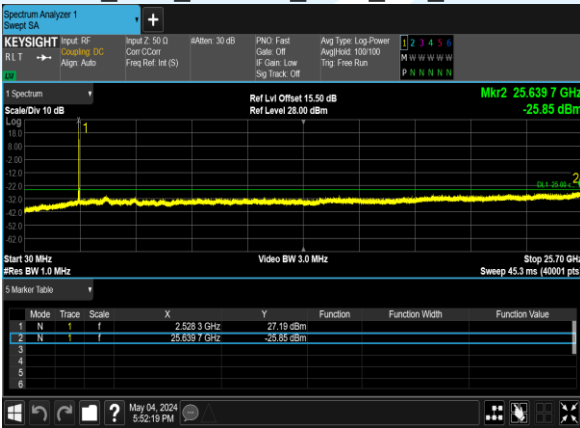 Spectrum Analyzer 1
Swept SA
+
KEYSIGHT Input: RF Input Z: 50 Ω #Atten: 30 dB PNO: Fast Avg Type: Log-Power 1 2 3 4 5 6
RLT Coupling: DC Corr CCorr Gate: Off Avg|Hold: 100/100 M W W W W W
Align: Auto Freq Ref: Int (S) IF Gain: Low Trig: Free Run
LV Sig Track: Off P N N N N N
1 Spectrum Ref Lvl Offset 15.50 dB Mkr2 25.639 7 GHz
Scale/Div 10 dB Ref Level 28.00 dBm -25.85 dBm
Log
18.0 1
8.00
-2.00
-12.0
-22.0 DL1 -25.00 2
-32.0
-42.0
-52.0
-62.0
Start 30 MHz Video BW 3.0 MHz Stop 25.70 GHz
#Res BW 1.0 MHz Sweep 45.3 ms (40001 pts
5 Marker Table
Mode Trace Scale X Y Function Function Width Function Value
1 N 1 f 2.528 3 GHz 27.19 dBm
2 N 1 f 25.639 7 GHz -25.85 dBm
3
4
5
6
? May 04, 2024
5:52:19 PM